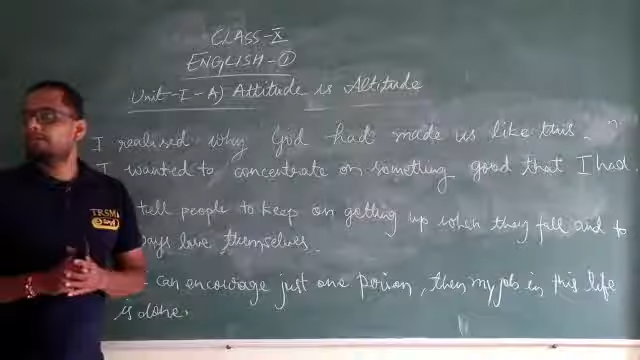 CLASS-X
ENGLISH-①
Unit-I-A) Attitude is Altitude
I realised why God had made us like this.
I wanted to concentrate on something good that I had.
tell people to keep on getting up when they fall and to
love themselves.
can encourage just one person, then my job in this life
is done.
TRSMA